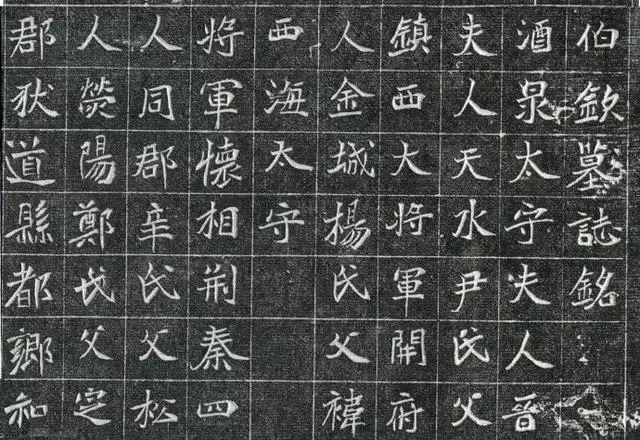 伯欽墓誌銘
酒泉太守夫人晉
夫人天水尹氏父
鎮西大將軍開府
人金城楊氏父禕
西海太守
將軍懷相荊秦四
人同郡辛氏父松
人熒陽鄭氏父定
郡狄道縣都鄉和